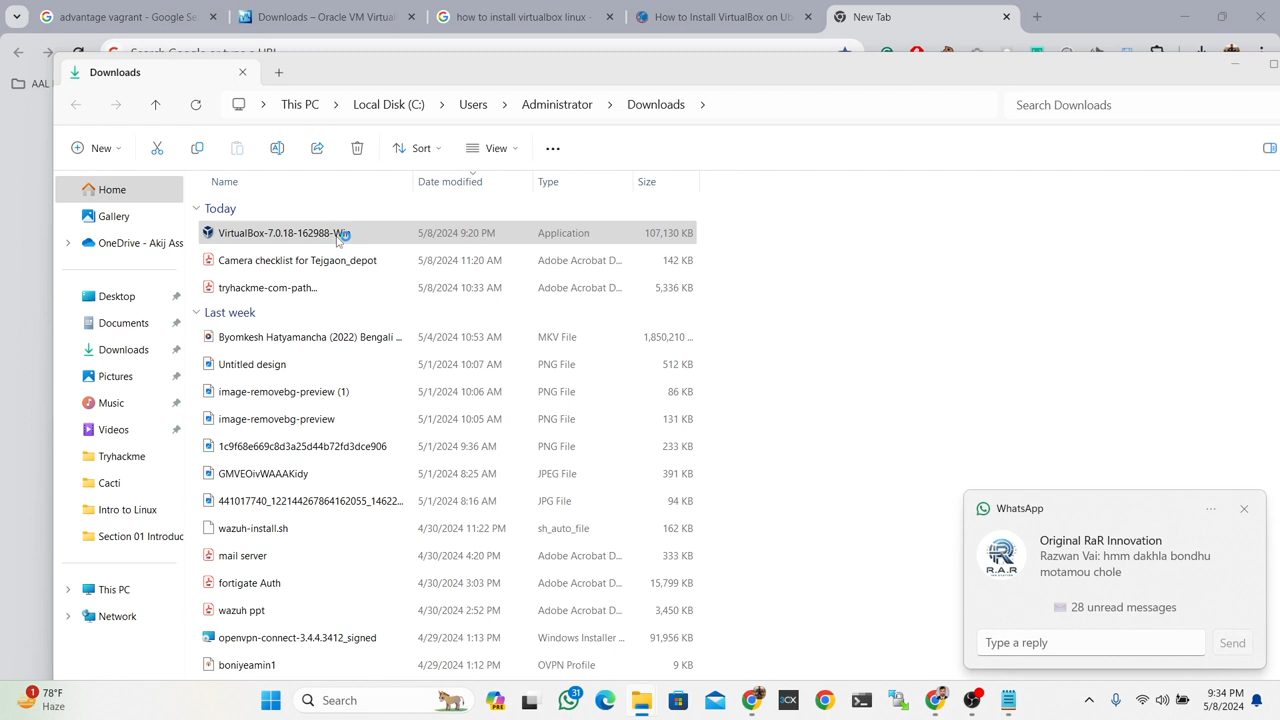 advantage vagrant - Google Se
Downloads – Oracle VM Virtual
how to install virtualbox linux -
How to Install VirtualBox on Ub
New Tab
Search Google or type a URL
AAL
Downloads
This PC
Local Disk (C:)
Users
Administrator
Downloads
Search Downloads
New
Sort
View
Name
Date modified
Type
Size
Home
Gallery
OneDrive - Akij Ass
Desktop
Documents
Downloads
Pictures
Music
Videos
Tryhackme
Cacti
Intro to Linux
Section 01 Introduc
This PC
Network
Today
VirtualBox-7.0.18-162988-Win 5/8/2024 9:20 PM Application 107,130 KB
Camera checklist for Tejgaon_depot 5/8/2024 11:20 AM Adobe Acrobat D... 142 KB
tryhackme-com-path... 5/8/2024 10:33 AM Adobe Acrobat D... 5,336 KB
Last week
Byomkesh Hatyamancha (2022) Bengali ... 5/4/2024 10:53 AM MKV File 1,850,210 ...
Untitled design 5/1/2024 10:07 AM PNG File 512 KB
image-removebg-preview (1) 5/1/2024 10:06 AM PNG File 86 KB
image-removebg-preview 5/1/2024 10:05 AM PNG File 131 KB
1c9f68e669c8d3a25d44b72fd3dce906 5/1/2024 9:36 AM PNG File 233 KB
GMVEOivWAAAKidy 5/1/2024 8:25 AM JPEG File 391 KB
441017740_122144267864162055_14622... 5/1/2024 8:16 AM JPG File 94 KB
wazuh-install.sh 4/30/2024 11:22 PM sh_auto_file 162 KB
mail server 4/30/2024 4:20 PM Adobe Acrobat D... 333 KB
fortigate Auth 4/30/2024 3:03 PM Adobe Acrobat D... 15,799 KB
wazuh ppt 4/30/2024 2:52 PM Adobe Acrobat D... 3,450 KB
openvpn-connect-3.4.4.3412_signed 4/29/2024 1:13 PM Windows Installer ... 91,956 KB
boniyeamin1 4/29/2024 1:12 PM OVPN Profile 9 KB
WhatsApp
R.A.R
Original RaR Innovation
Razwan Vai: hmm dakhla bondhu
motamou chole
28 unread messages
Type a reply
Send
1
78°F
Haze
Search
31
3CX
9:34 PM
5/8/2024